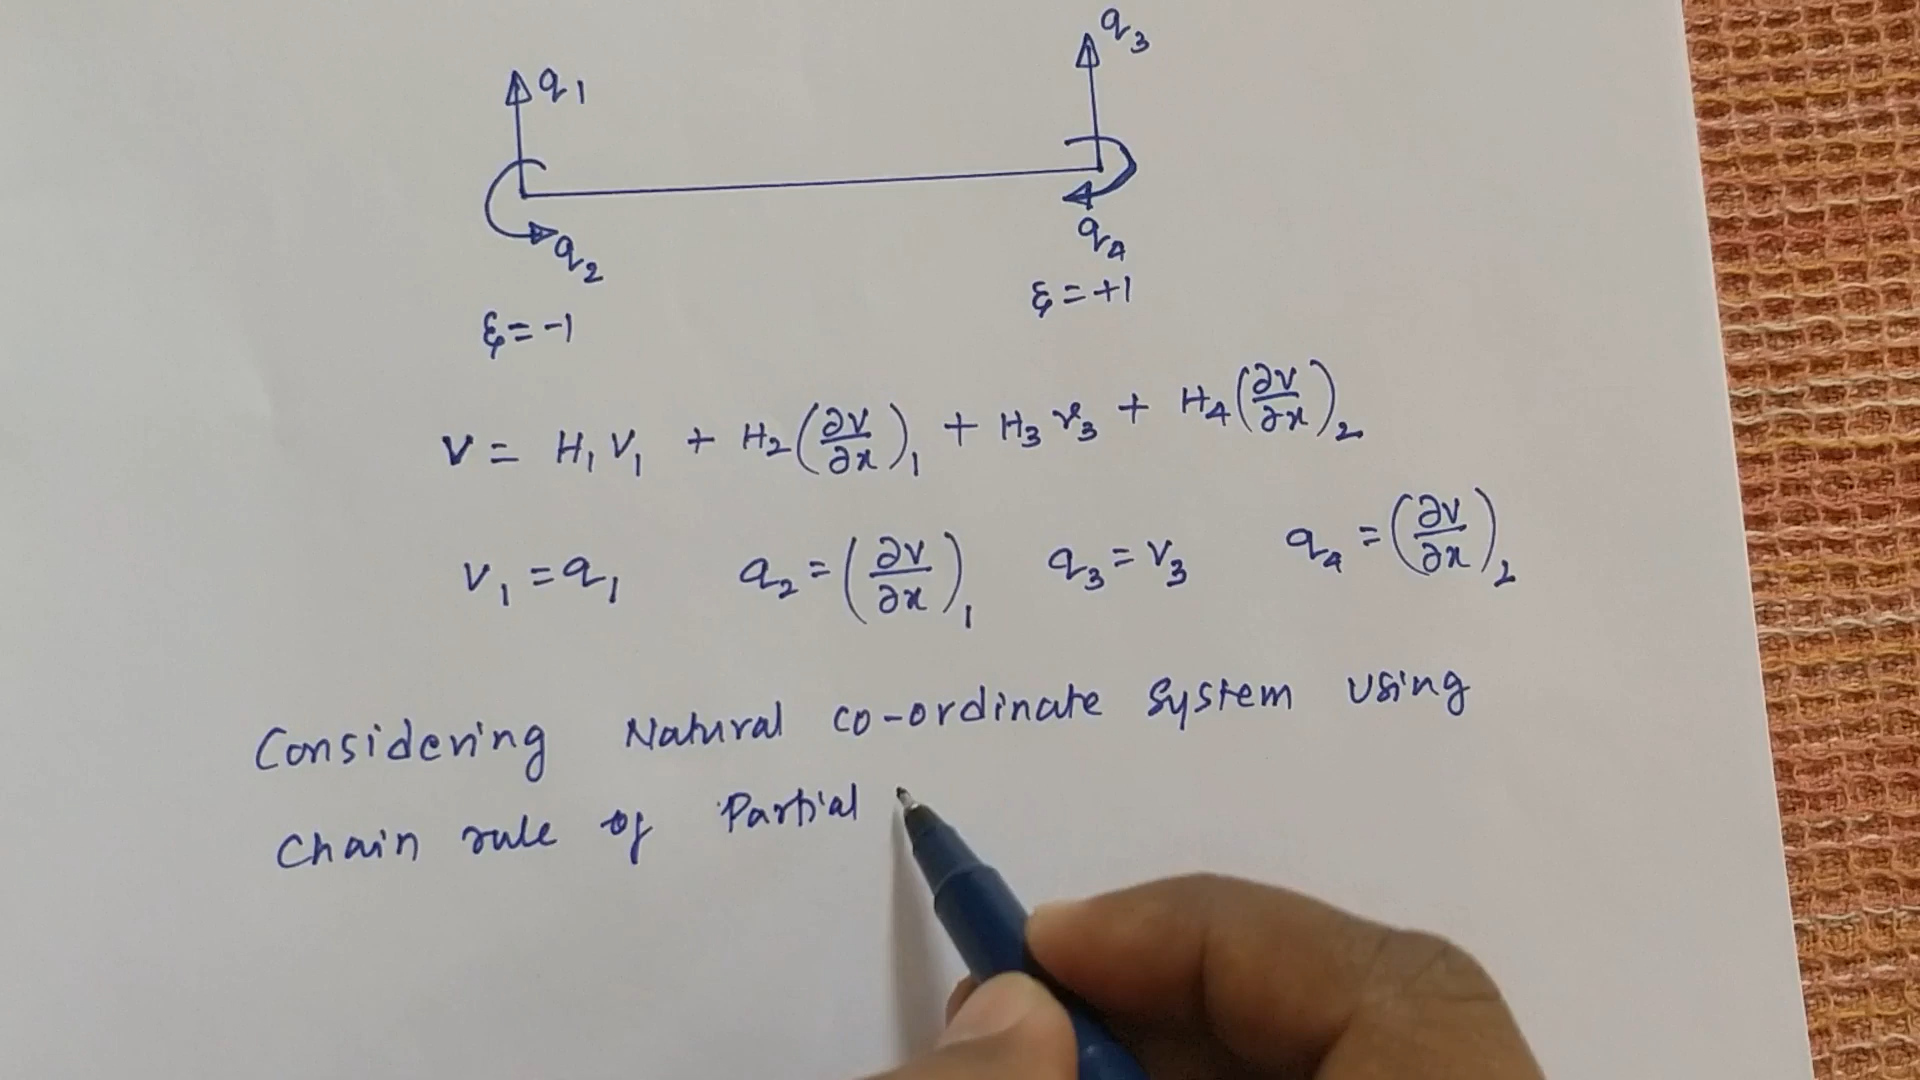 q₁
q₃
q₂
q₄
ξ = -1
ξ = +1
V = H₁ V₁ + H₂ (∂V/∂x)₁ + H₃ v₃ + H₄ (∂v/∂x)₂
V₁ = q₁ q₂ = (∂V/∂x)₁ q₃ = V₃ q₄ = (∂v/∂x)₂
Considering Natural co-ordinate System using
Chain rule of Partial